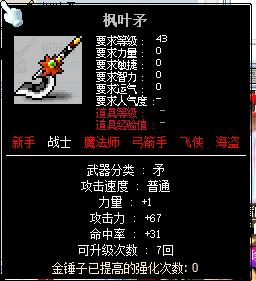 枫叶矛
要求等级： 43
要求力量： 0
要求敏捷： 0
要求智力： 0
要求运气： 0
要求人气度： -
道具等级： -
道具经验值： -
新手 战士 魔法师 弓箭手 飞侠 海盗
武器分类 : 矛
攻击速度 : 普通
力量 : +1
攻击力 : +67
命中率 : +31
可升级次数 : 7回
金锤子已提高的强化次数: 0